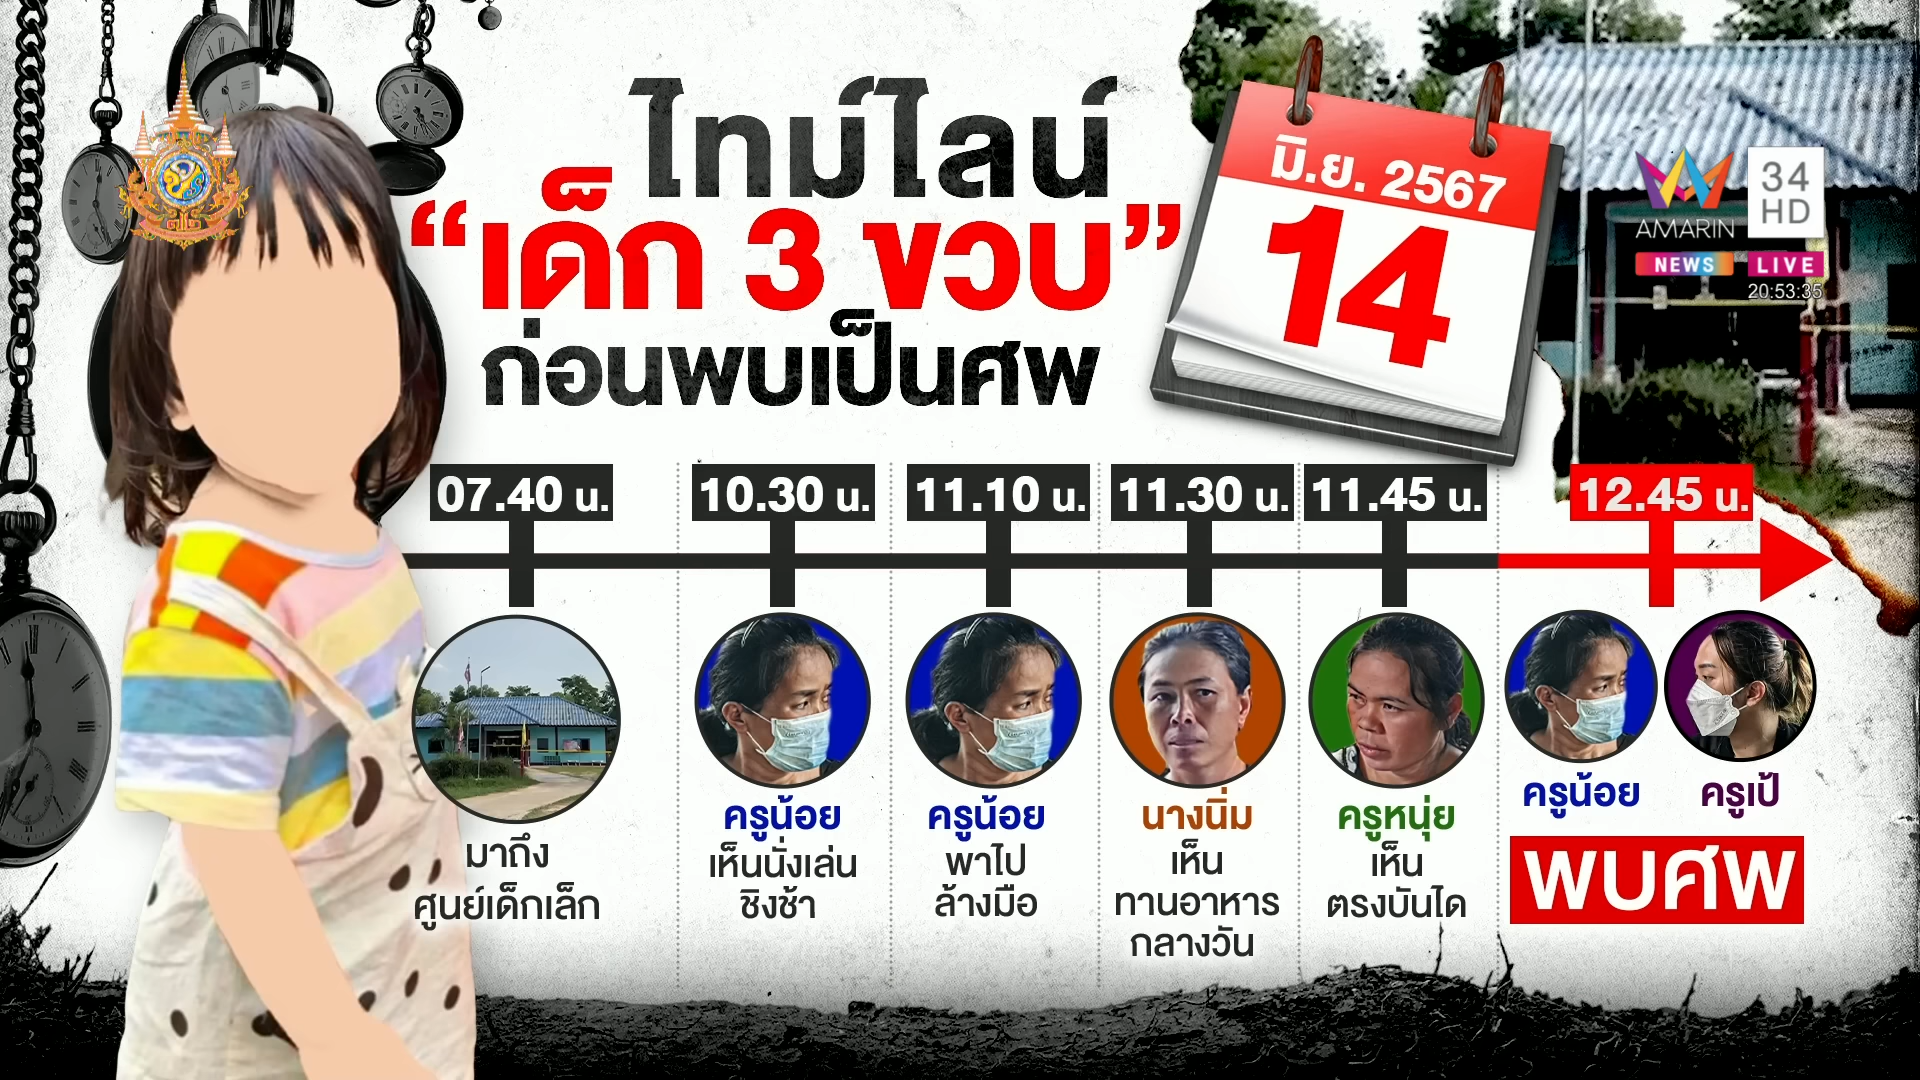 ไทม์ไลน์
“เด็ก 3 ขวบ”
ก่อนพบเป็นศพ
มิ.ย. 2567
14
AMARIN
34
HD
NEWS LIVE
20:53:35
07.40 น.
มาถึง
ศูนย์เด็กเล็ก
10.30 น.
ครูน้อย
เห็นนั่งเล่น
ชิงช้า
11.10 น.
ครูน้อย
พาไป
ล้างมือ
11.30 น.
นางนิ่ม
เห็น
ทานอาหาร
กลางวัน
11.45 น.
ครูหนุ่ย
เห็น
ตรงบันได
12.45 น.
ครูน้อย ครูเป้
พบศพ